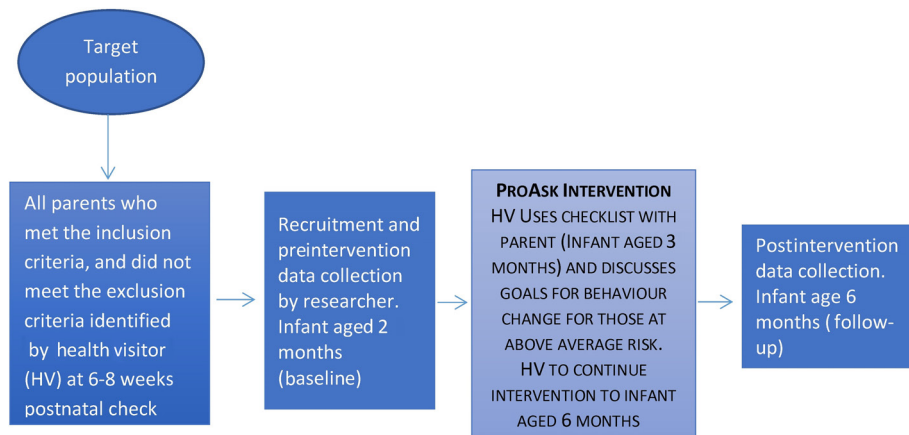 Target
population
All parents who
met the inclusion
criteria, and did not
meet the exclusion
criteria identified
by health visitor
(HV) at 6-8 weeks
postnatal check
Recruitment and
preintervention
data collection
by researcher.
Infant aged 2
months
(baseline)
PROASK INTERVENTION
HV USES CHECKLIST WITH
PARENT (INFANT AGED 3
MONTHS) AND DISCUSSES
GOALS FOR BEHAVIOUR
CHANGE FOR THOSE AT
ABOVE AVERAGE RISK.
HV TO CONTINUE
INTERVENTION TO INFANT
AGED 6 MONTHS
Postintervention
data collection.
Infant age 6
months ( follow-
up)